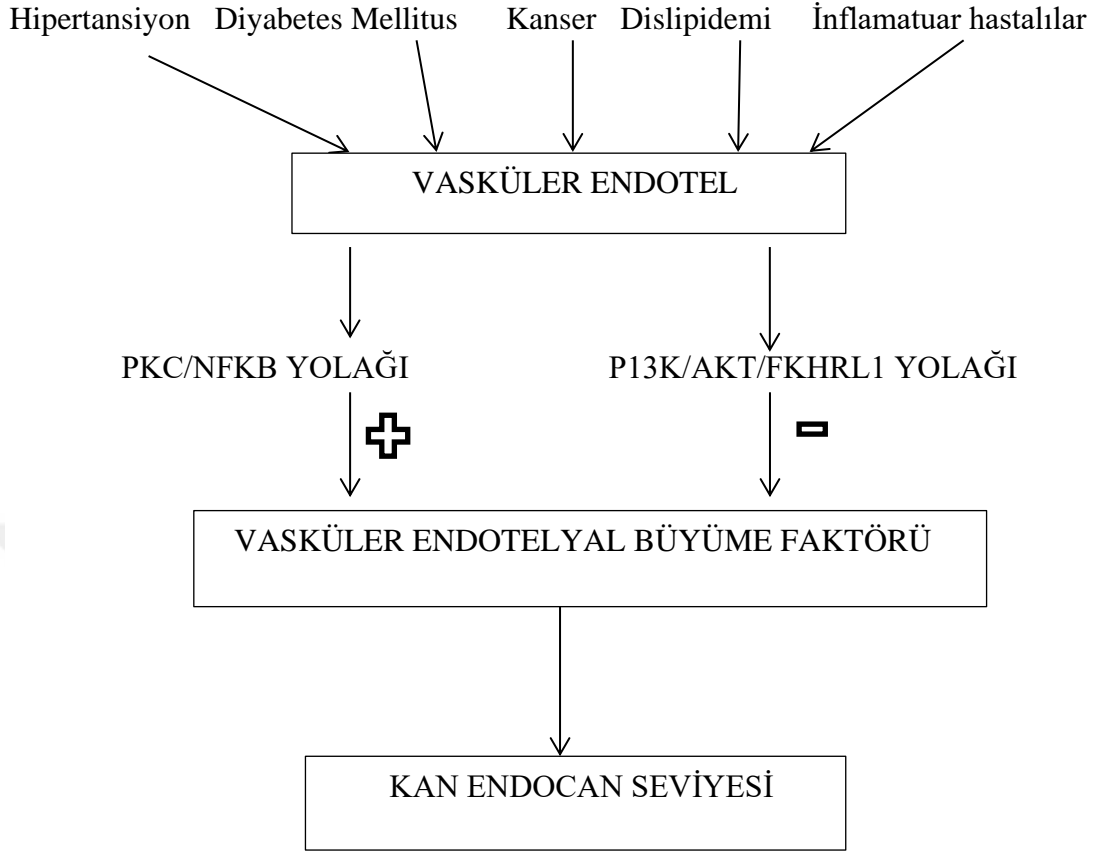 Hipertansiyon Diyabetes Mellitus Kanser Dislipidemi İnflamatuar hastalılar
VASKÜLER ENDOTEL
PKC/NFKB YOLAĞI P13K/AKT/FKHRL1 YOLAĞI
VASKÜLER ENDOTELYAL BÜYÜME FAKTÖRÜ
KAN ENDOCAN SEVİYESİ